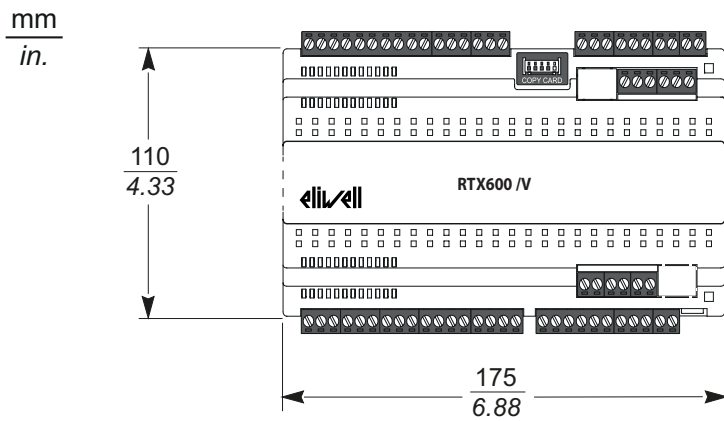 mm
in.
COPY CARD
110
4.33
eliwell
RTX600 /V
175
6.88